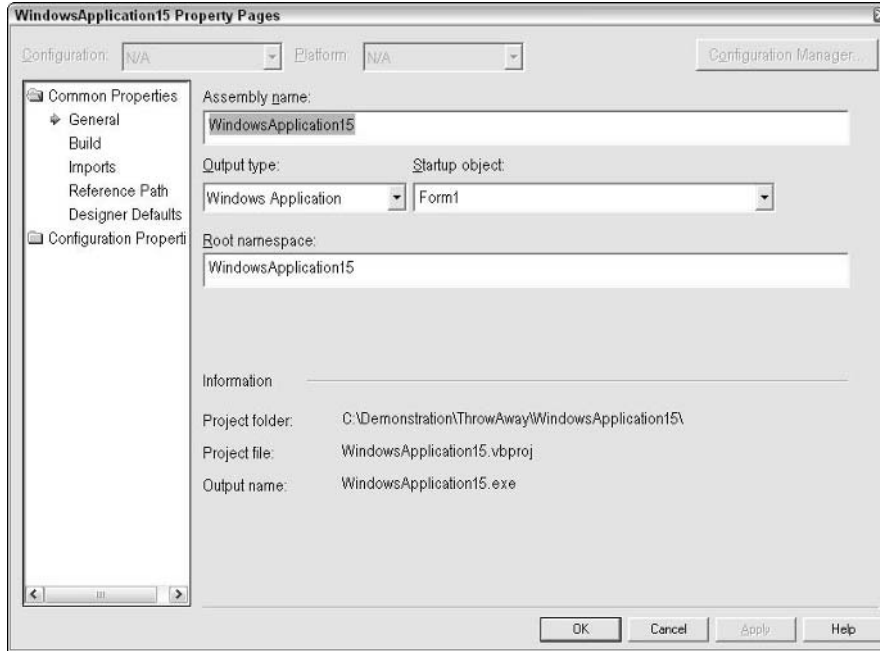 WindowsApplication15 Property Pages
Configuration: N/A Platform: N/A Configuration Manager...
Common Properties
General
Build
Imports
Reference Path
Designer Defaults
Configuration Properti
Assembly name:
WindowsApplication15
Output type: Startup object:
Windows Application Form1
Root namespace:
WindowsApplication15
Information
Project folder: C:\Demonstration\ThrowAway\WindowsApplication15\
Project file: WindowsApplication15.vbproj
Output name: WindowsApplication15.exe
OK Cancel Apply Help